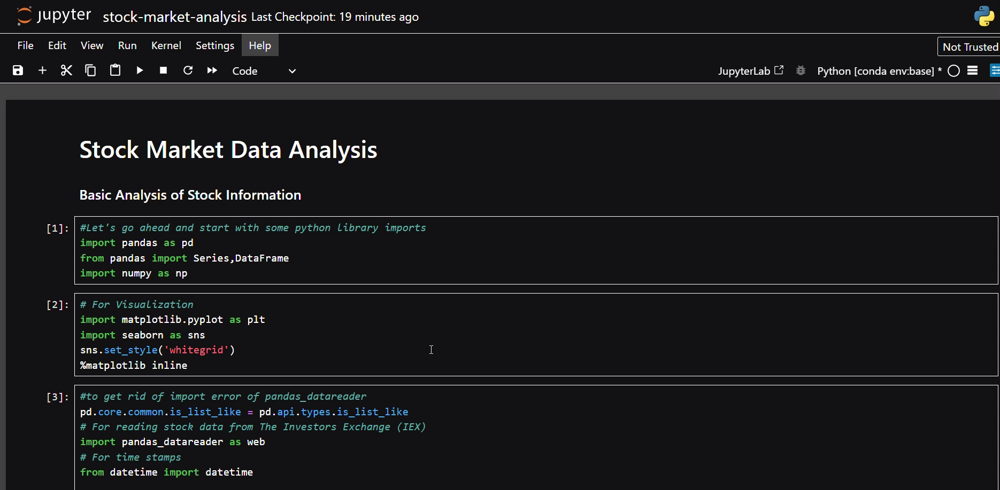 jupyter stock-market-analysis Last Checkpoint: 19 minutes ago
File Edit View Run Kernel Settings Help
Not Trusted
Code
JupyterLab Python [conda env:base] *
Stock Market Data Analysis
Basic Analysis of Stock Information
[1]: #Let's go ahead and start with some python library imports
import pandas as pd
from pandas import Series,DataFrame
import numpy as np
[2]: # For Visualization
import matplotlib.pyplot as plt
import seaborn as sns
sns.set_style('whitegrid')
%matplotlib inline
[3]: #to get rid of import error of pandas_datareader
pd.core.common.is_list_like = pd.api.types.is_list_like
# For reading stock data from The Investors Exchange (IEX)
import pandas_datareader as web
# For time stamps
from datetime import datetime